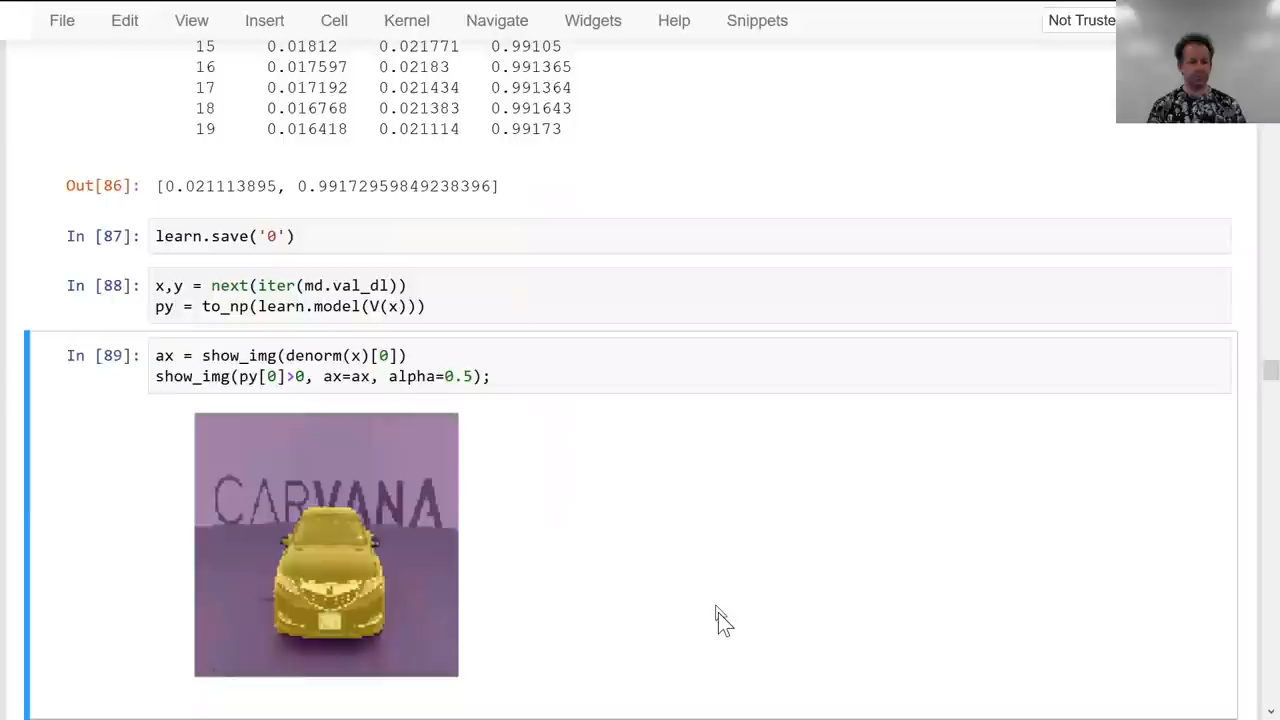 File Edit View Insert Cell Kernel Navigate Widgets Help Snippets Not Truste
15 0.01812 0.021771 0.99105
16 0.017597 0.02183 0.991365
17 0.017192 0.021434 0.991364
18 0.016768 0.021383 0.991643
19 0.016418 0.021114 0.99173
Out[86]: [0.021113895, 0.99172959849238396]
In [87]: learn.save('0')
In [88]: x,y = next(iter(md.val_dl))
py = to_np(learn.model(V(x)))
In [89]: ax = show_img(denorm(x)[0])
show_img(py[0]>0, ax=ax, alpha=0.5);
CARVANA